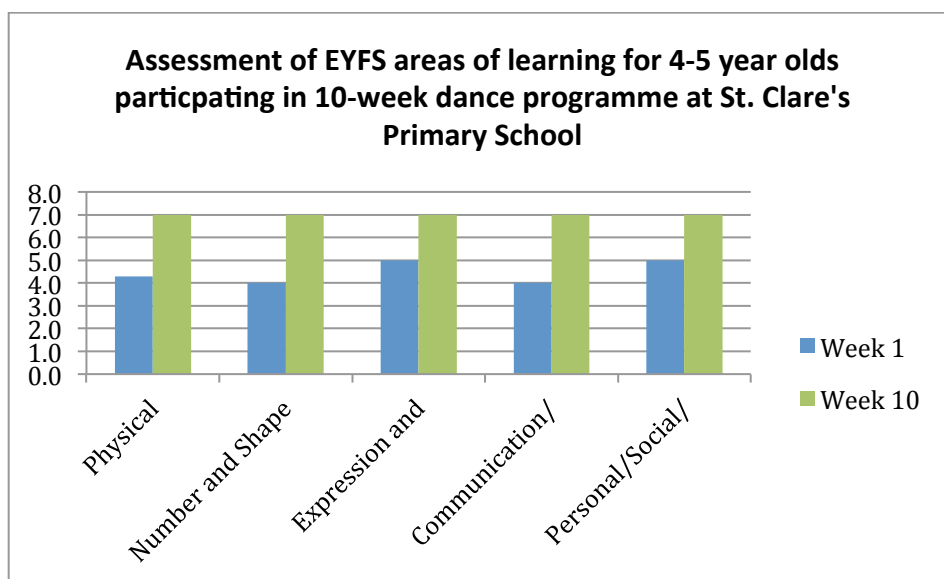 Assessment of EYFS areas of learning for 4-5 year olds
particpating in 10-week dance programme at St. Clare's
Primary School
8.0
7.0
6.0
5.0
4.0
3.0
2.0
1.0
0.0
Physical
Number and Shape
Expression and
Communication/
Personal/Social/
Week 1
Week 10